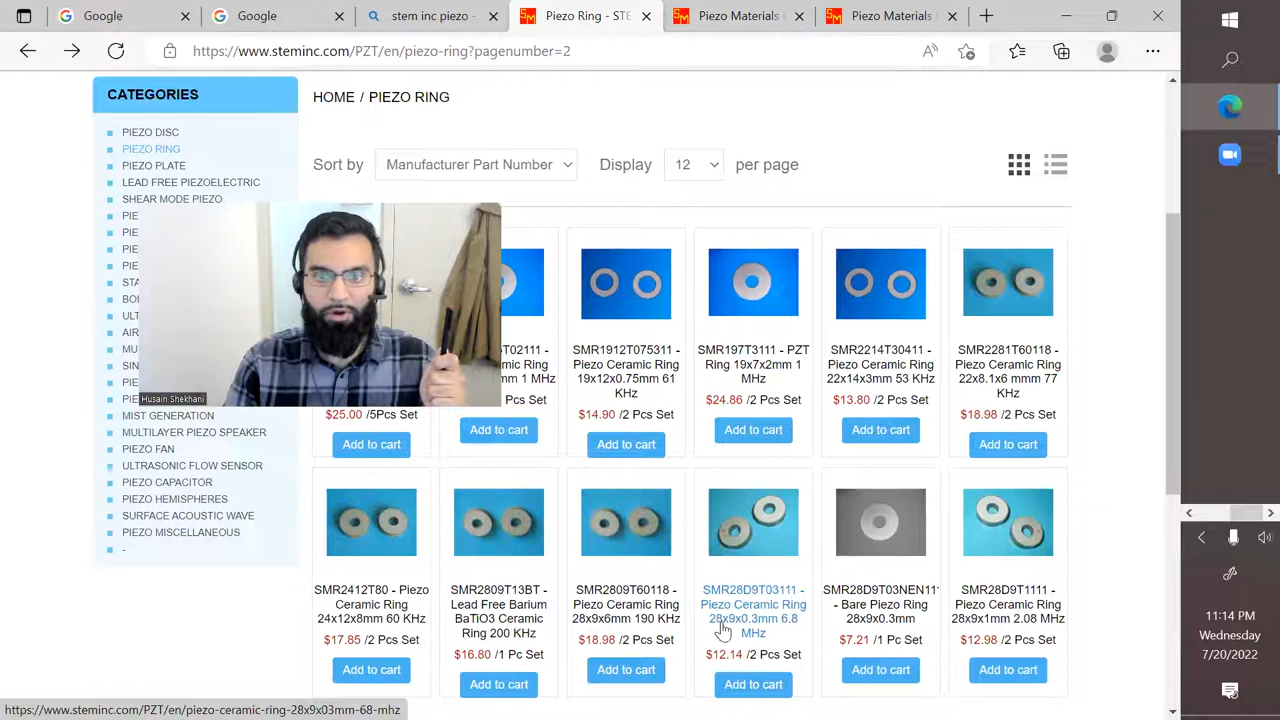 Google
Google
stem inc piezo -
Piezo Ring - STE
Piezo Materials
Piezo Materials
https://www.steminc.com/PZT/en/piezo-ring?pagenumber=2
CATEGORIES
PIEZO DISC
PIEZO RING
PIEZO PLATE
LEAD FREE PIEZOELECTRIC
SHEAR MODE PIEZO
PIE
PIE
PIE
PIE
STA
BOI
ULT
AIR
MU
SIN
PIE
PIE
MIST GENERATION
MULTILAYER PIEZO SPEAKER
PIEZO FAN
ULTRASONIC FLOW SENSOR
PIEZO CAPACITOR
PIEZO HEMISPHERES
SURFACE ACOUSTIC WAVE
PIEZO MISCELLANEOUS
-
HOME / PIEZO RING
Sort by Manufacturer Part Number Display 12 per page
Husain Shekhani
$25.00 /5Pcs Set
Add to cart
5T02111 -
amic Ring
mm 1 MHz
Pcs Set
Add to cart
SMR1912T075311 -
Piezo Ceramic Ring
19x12x0.75mm 61
KHz
$14.90 /2 Pcs Set
Add to cart
SMR197T3111 - PZT
Ring 19x7x2mm 1
MHz
$24.86 /2 Pcs Set
Add to cart
SMR2214T30411 -
Piezo Ceramic Ring
22x14x3mm 53 KHz
$13.80 /2 Pcs Set
Add to cart
SMR2281T60118 -
Piezo Ceramic Ring
22x8.1x6 mmm 77
KHz
$18.98 /2 Pcs Set
Add to cart
SMR2412T80 - Piezo
Ceramic Ring
24x12x8mm 60 KHz
$17.85 /2 Pcs Set
Add to cart
SMR2809T13BT -
Lead Free Barium
BaTiO3 Ceramic
Ring 200 KHz
$16.80 /1 Pc Set
Add to cart
SMR2809T60118 -
Piezo Ceramic Ring
28x9x6mm 190 KHz
$18.98 /2 Pcs Set
Add to cart
SMR28D9T03111 -
Piezo Ceramic Ring
28x9x0.3mm 6.8
MHz
$12.14 /2 Pcs Set
Add to cart
SMR28D9T03NEN11
- Bare Piezo Ring
28x9x0.3mm
$7.21 /1 Pc Set
Add to cart
SMR28D9T1111 -
Piezo Ceramic Ring
28x9x1mm 2.08 MHz
$12.98 /2 Pcs Set
Add to cart
https://www.steminc.com/PZT/en/piezo-ceramic-ring-28x9x03mm-68-mhz
11:14 PM
Wednesday
7/20/2022